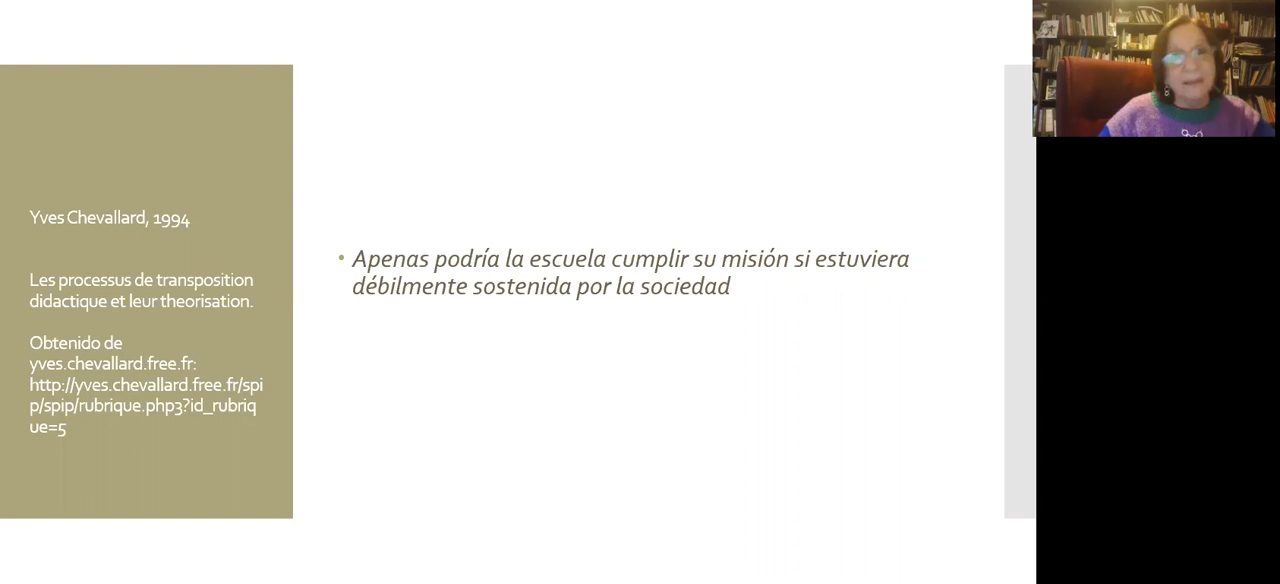 Yves Chevallard, 1994
Les processus de transposition
didactique et leur theorisation.
Obtenido de
yves.chevallard.free.fr:
http://yves.chevallard.free.fr/spi
p/spip/rubrique.php3?id_rubriq
ue=5
• Apenas podría la escuela cumplir su misión si estuviera
débilmente sostenida por la sociedad